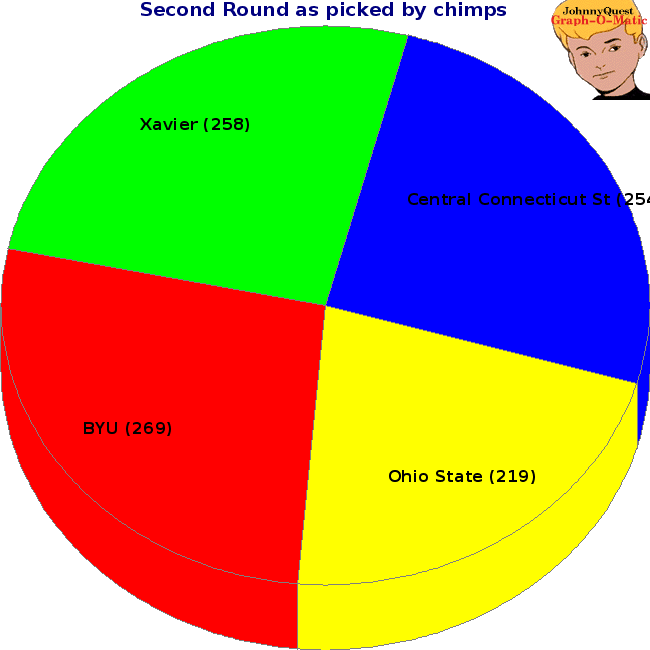 Second Round as picked by chimps
JohnnyQuest
Graph-O-Matic
Xavier (258)
Central Connecticut St (254
BYU (269)
Ohio State (219)